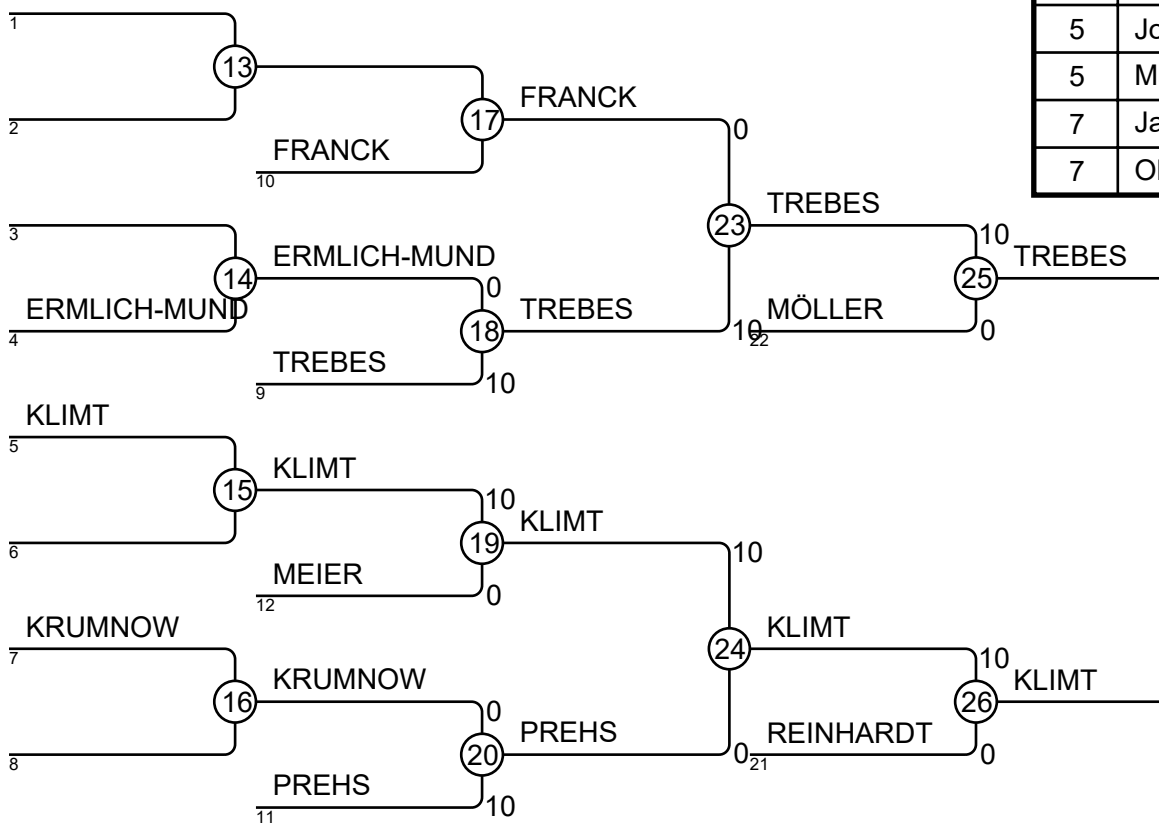 1
13
2
FRANCK
17
FRANCK
10
0
3
14
ERMLICH-MUND
0
ERMLICH-MUND
4
18
TREBES
TREBES
9
10
23
TREBES
10
10
25
TREBES
MÖLLER
22
0
KLIMT
5
15
KLIMT
10
6
19
KLIMT
10
MEIER
12
0
KRUMNOW
7
16
KRUMNOW
0
8
20
PREHS
PREHS
11
10
24
KLIMT
10
0
26
KLIMT
REINHARDT
21
0
5
5
7
7